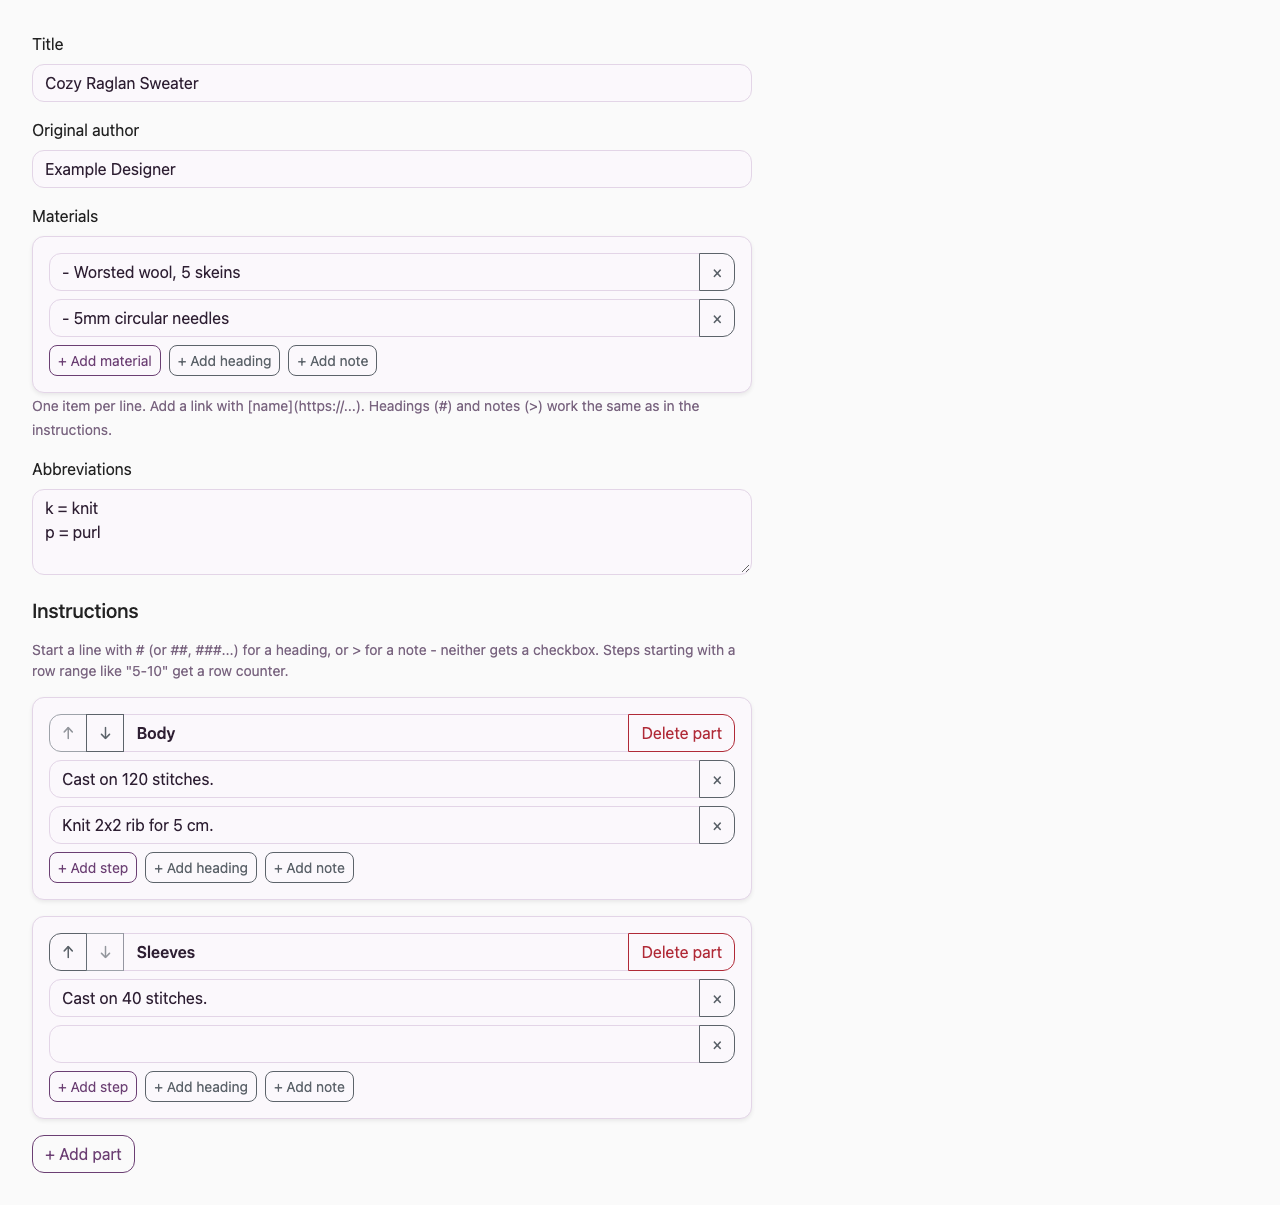 Title
Cozy Raglan Sweater
Original author
Example Designer
Materials
- Worsted wool, 5 skeins ×
- 5mm circular needles ×
+ Add material + Add heading + Add note
One item per line. Add a link with [name](https://...). Headings (#) and notes (>) work the same as in the
instructions.
Abbreviations
k = knit
p = purl
Instructions
Start a line with # (or ##, ###...) for a heading, or > for a note - neither gets a checkbox. Steps starting with a
row range like "5-10" get a row counter.
↑ ↓ Body Delete part
Cast on 120 stitches. ×
Knit 2x2 rib for 5 cm. ×
+ Add step + Add heading + Add note
↑ ↓ Sleeves Delete part
Cast on 40 stitches. ×
×
+ Add step + Add heading + Add note
+ Add part